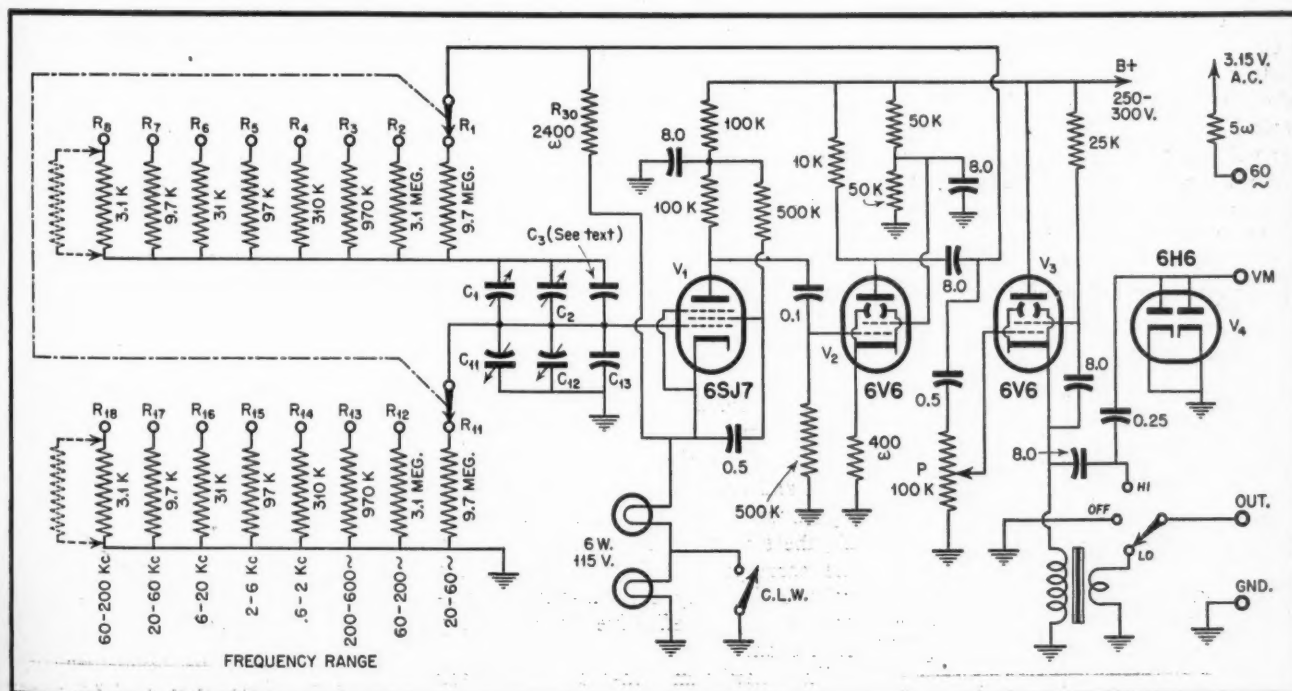 R8 R7 R6 R5 R4 R3 R2 R1
3.1 K
9.7 K
31 K
97 K
310 K
970 K
3.1 MEG.
9.7 MEG.
R30
2400
ω
8.0
100 K
100 K
500 K
10 K
50 K
50 K
8.0
B+
250-
300 V.
25 K
3.15 V.
A.C.
5ω
60
~
C3 (See text)
C1
C2
C11
C12
C13
V1
6SJ7
0.1
V2
6V6
8.0
V3
6V6
6H6
VM
V4
8.0
0.5
0.5
400
ω
P
100 K
500 K
0.25
8.0
HI
OFF
LO
OUT.
GND.
6 W.
115 V.
C.L.W.
R18 R17 R16 R15 R14 R13 R12 R11
3.1 K
9.7 K
31 K
97 K
310 K
970 K
3.1 MEG.
9.7 MEG.
60-200 Kc
20-60 Kc
6-20 Kc
2-6 Kc
.6-2 Kc
200-600~
60-200~
20-60~
FREQUENCY RANGE